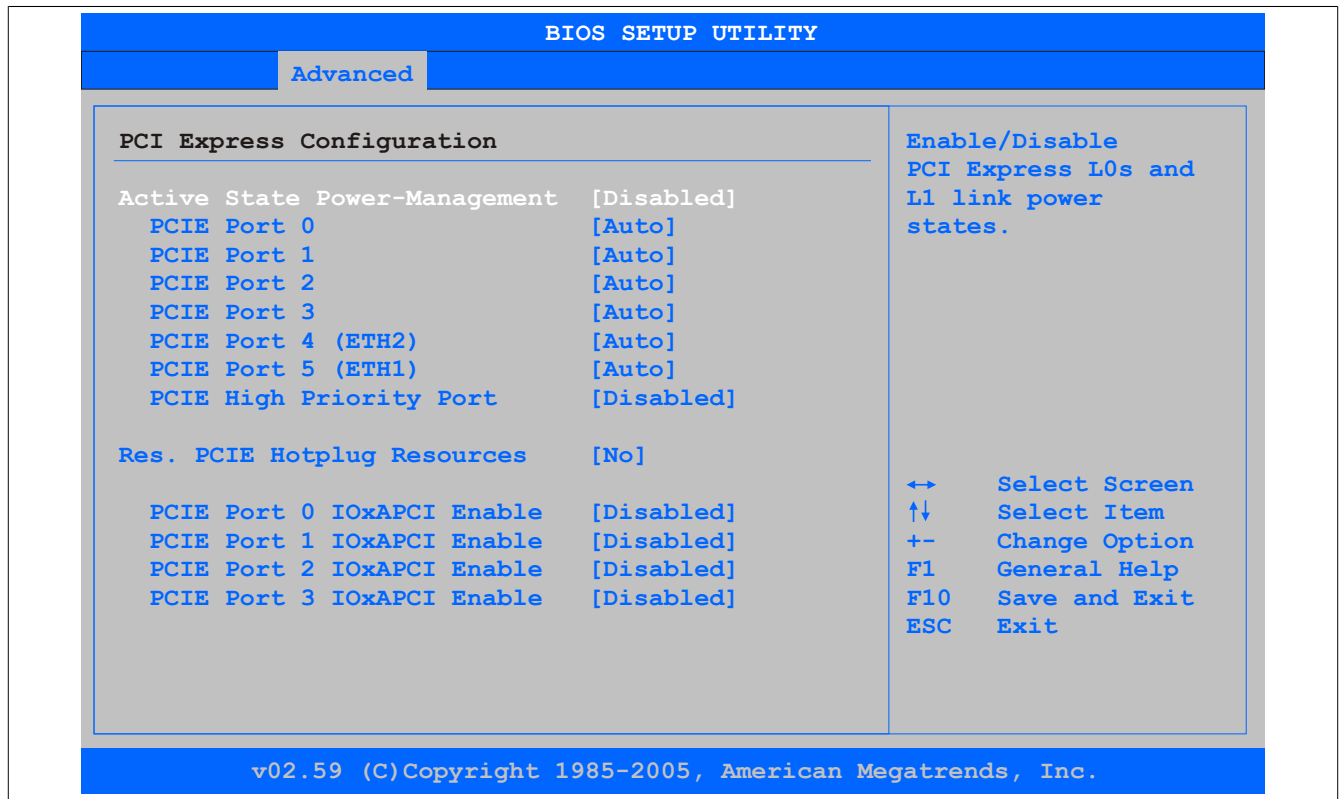 BIOS SETUP UTILITY
Advanced
PCI Express Configuration
Active State Power-Management [Disabled]
PCIE Port 0 [Auto]
PCIE Port 1 [Auto]
PCIE Port 2 [Auto]
PCIE Port 3 [Auto]
PCIE Port 4 (ETH2) [Auto]
PCIE Port 5 (ETH1) [Auto]
PCIE High Priority Port [Disabled]
Res. PCIE Hotplug Resources [No]
PCIE Port 0 IOxAPCI Enable [Disabled]
PCIE Port 1 IOxAPCI Enable [Disabled]
PCIE Port 2 IOxAPCI Enable [Disabled]
PCIE Port 3 IOxAPCI Enable [Disabled]
Enable/Disable
PCI Express L0s and
L1 link power
states.
↔ Select Screen
↑↓ Select Item
+- Change Option
F1 General Help
F10 Save and Exit
ESC Exit
v02.59 (C)Copyright 1985-2005, American Megatrends, Inc.